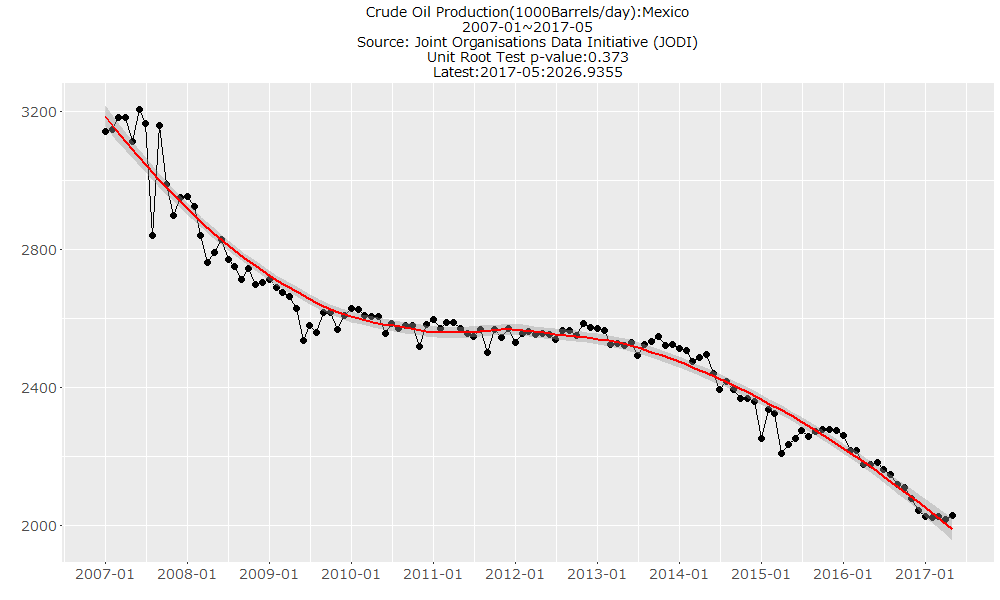 Crude Oil Production(1000Barrels/day):Mexico
2007-01~2017-05
Source: Joint Organisations Data Initiative (JODI)
Unit Root Test p-value:0.373
Latest:2017-05:2026.9355
3200
2800
2400
2000
2007-01 2008-01 2009-01 2010-01 2011-01 2012-01 2013-01 2014-01 2015-01 2016-01 2017-01